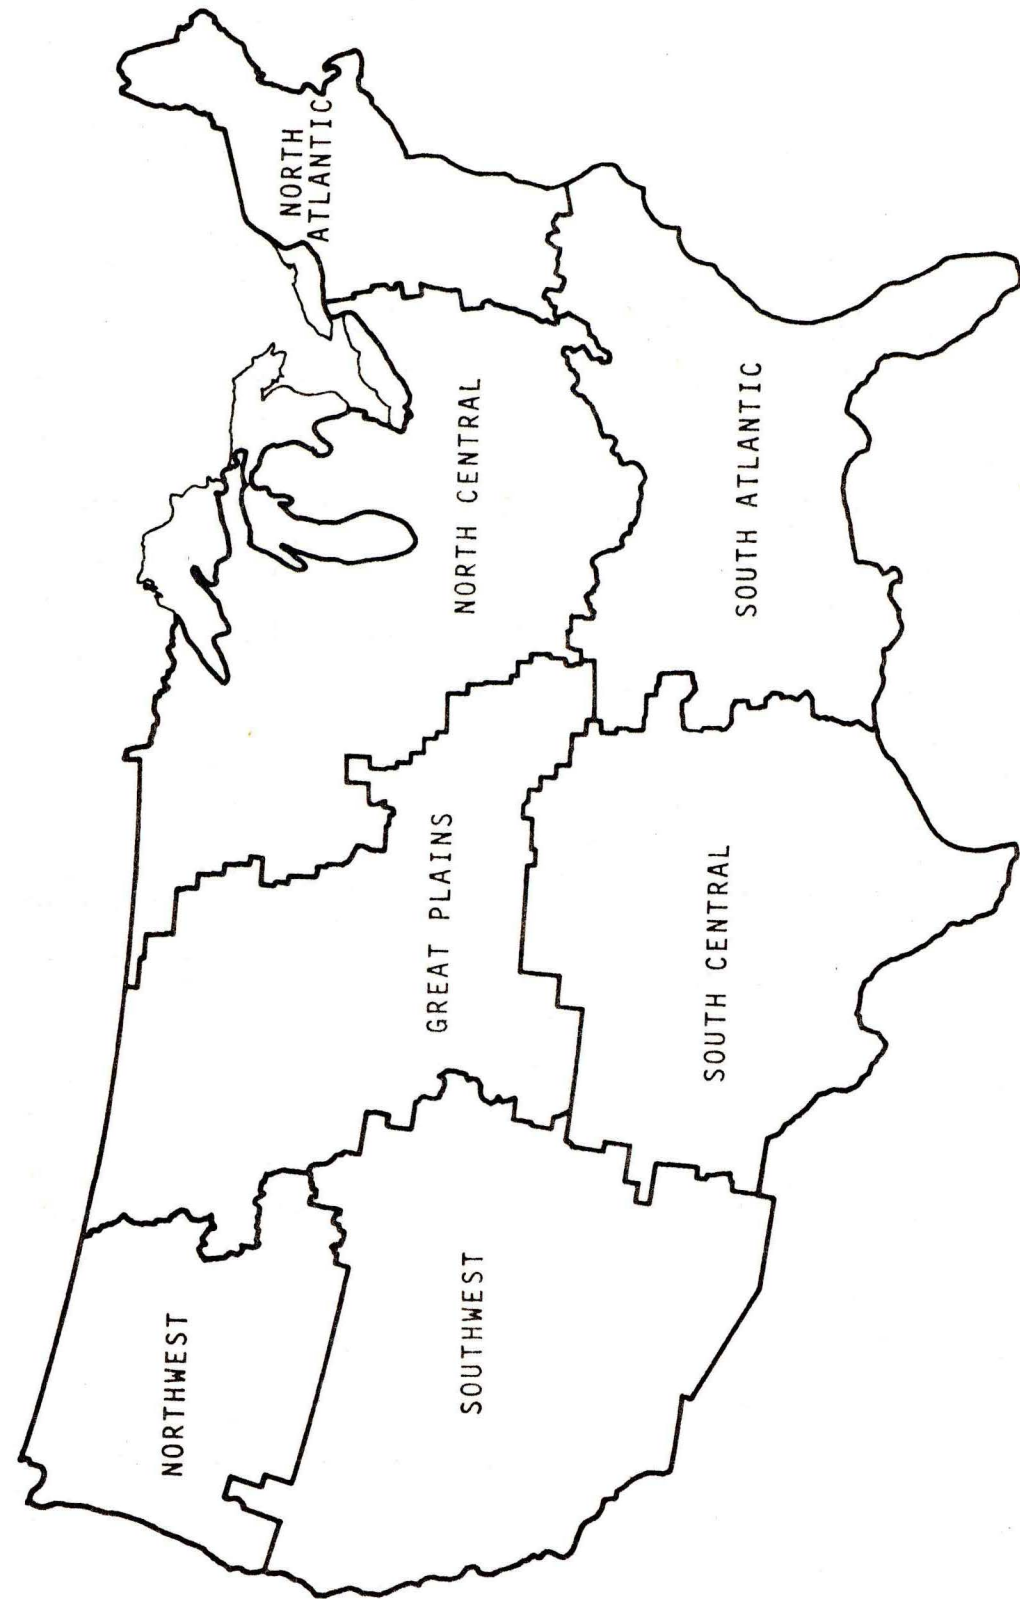 NORTHWEST
SOUTHWEST
GREAT PLAINS
SOUTH CENTRAL
NORTH CENTRAL
SOUTH ATLANTIC
NORTH
ATLANTIC